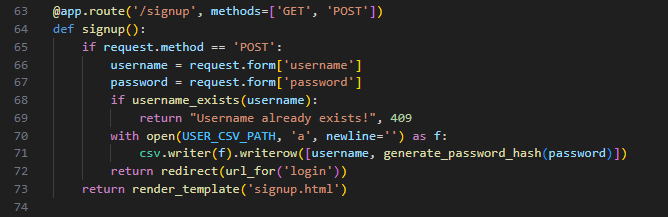 63 @app.route('/signup', methods=['GET', 'POST'])
64 def signup():
65     if request.method == 'POST':
66         username = request.form['username']
67         password = request.form['password']
68         if username_exists(username):
69             return "Username already exists!", 409
70         with open(USER_CSV_PATH, 'a', newline='') as f:
71             csv.writer(f).writerow([username, generate_password_hash(password)])
72         return redirect(url_for('login'))
73     return render_template('signup.html')
74